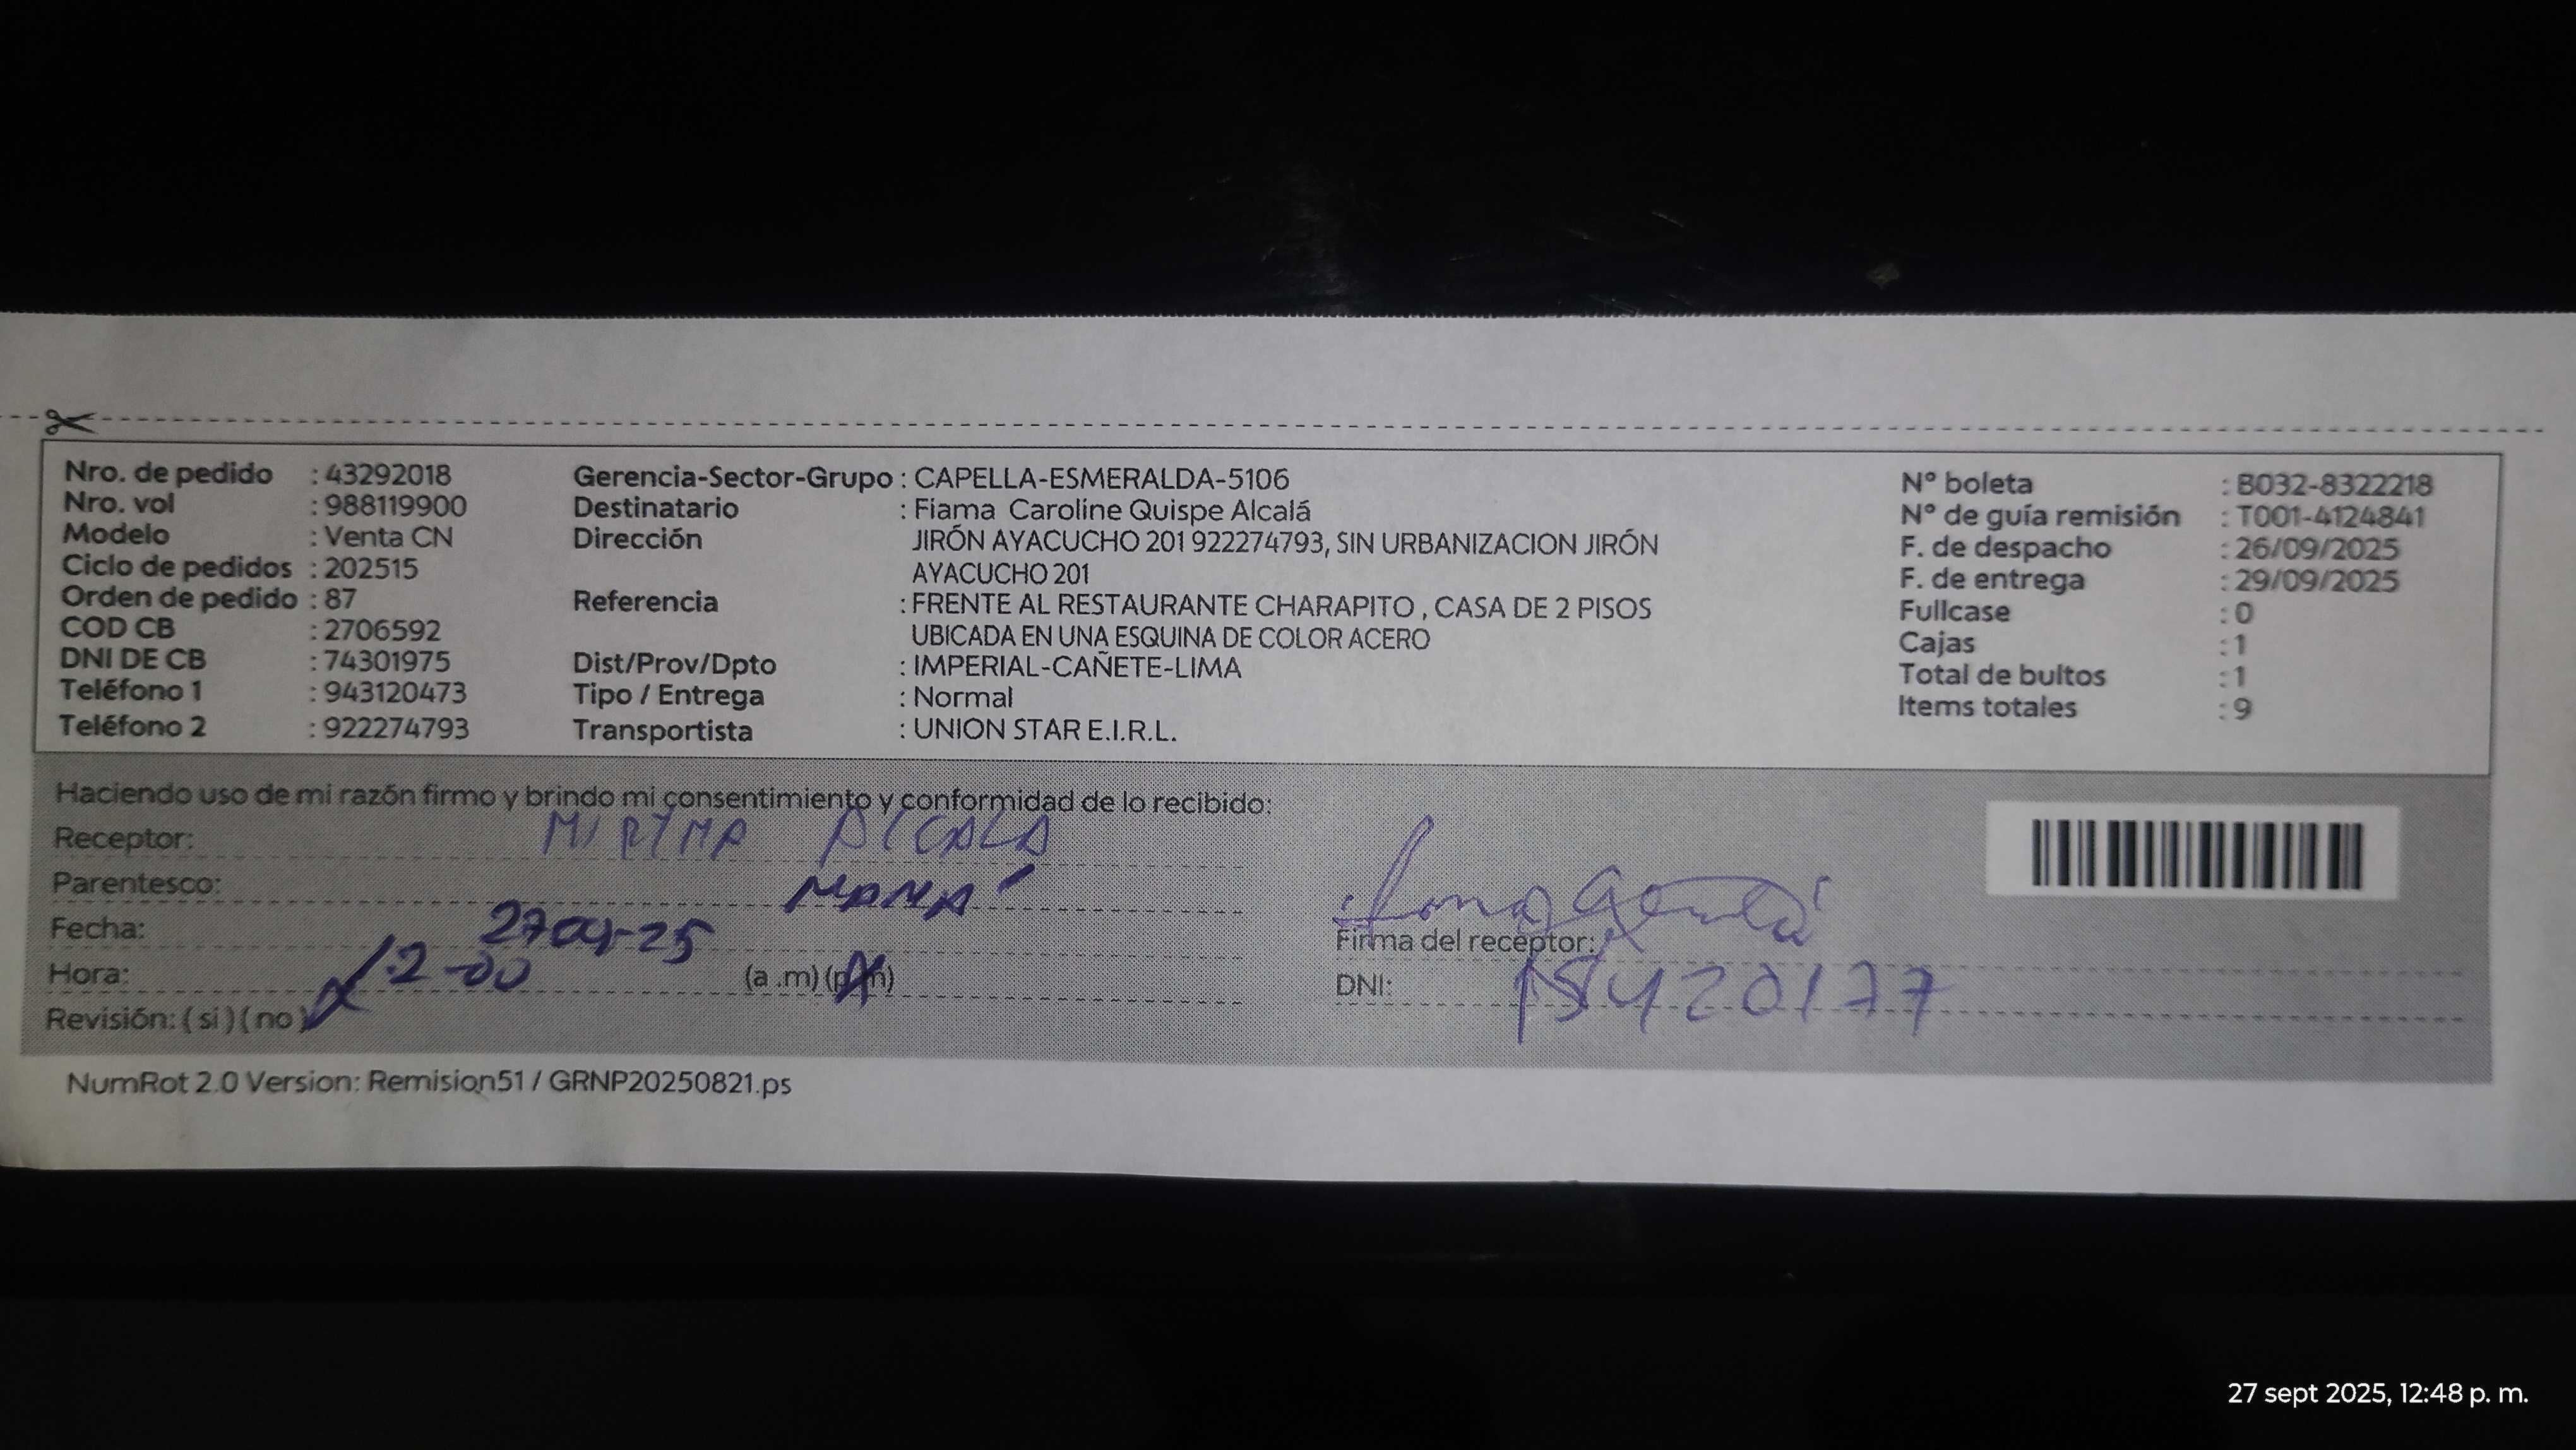 Nro. de pedido : 43292018 Gerencia-Sector-Grupo : CAPELLA-ESMERALDA-5106 N° boleta : B032-8322218
Nro. vol : 988119900 Destinatario : Fiama Caroline Quispe Alcalá N° de guía remisión : T001-4124841
Modelo : Venta CN Dirección JIRÓN AYACUCHO 201 922274793, SIN URBANIZACION JIRÓN F. de despacho : 26/09/2025
Ciclo de pedidos : 202515 AYACUCHO 201 F. de entrega : 29/09/2025
Orden de pedido : 87 Referencia : FRENTE AL RESTAURANTE CHARAPITO , CASA DE 2 PISOS Fullcase : 0
COD CB : 2706592 UBICADA EN UNA ESQUINA DE COLOR ACERO Cajas : 1
DNI DE CB : 74301975 Dist/Prov/Dpto : IMPERIAL-CAÑETE-LIMA Total de bultos : 1
Teléfono 1 : 943120473 Tipo / Entrega : Normal Items totales : 9
Teléfono 2 : 922274793 Transportista : UNION STAR E.I.R.L.
Haciendo uso de mi razón firmo y brindo mi consentimiento y conformidad de lo recibido:
Receptor: ALCALÁ
Parentesco: MAMÁ
Fecha: 2709-25 Firma del receptor:
Hora: 12-00 (a .m) (p.m) DNI: 15420177
Revisión: ( si ) ( no )
NumRot 2.0 Version: Remision51 / GRNP20250821.ps
27 sept 2025, 12:48 p. m.